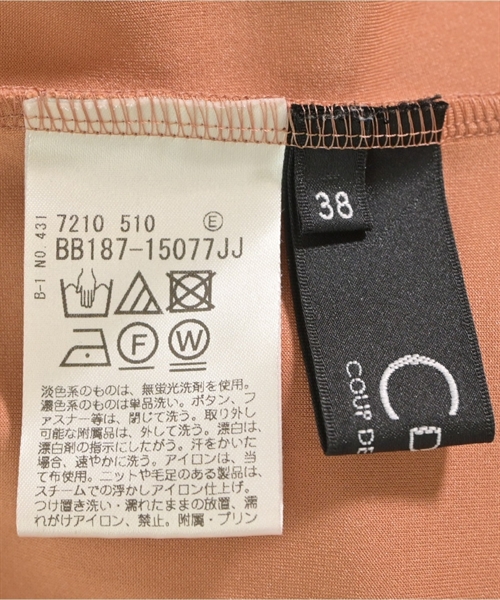 B-1 NO.431
7210 510 E
BB187-15077JJ
F W
淡色系のものは、無蛍光洗剤を使用。
濃色系のものは単品洗い。ボタン、フ
ァスナー等は、閉じて洗う。取り外し
可能な附属品は、外して洗う。漂白は、
漂白剤の指示にしたがう。汗をかいた
場合、速やかに洗う。アイロンは、当
て布使用。ニットや毛足のある製品は、
スチームでの浮かしアイロン仕上げ。
つけ置き洗い・濡れたままの放置、濡
れがけアイロン、禁止。附属・プリン
38
C D
COUP DE